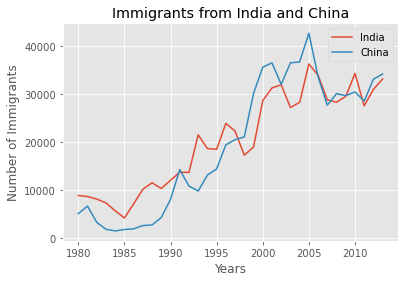 Immigrants from India and China
India
China
Number of Immigrants
40000
30000
20000
10000
0
1980 1985 1990 1995 2000 2005 2010
Years